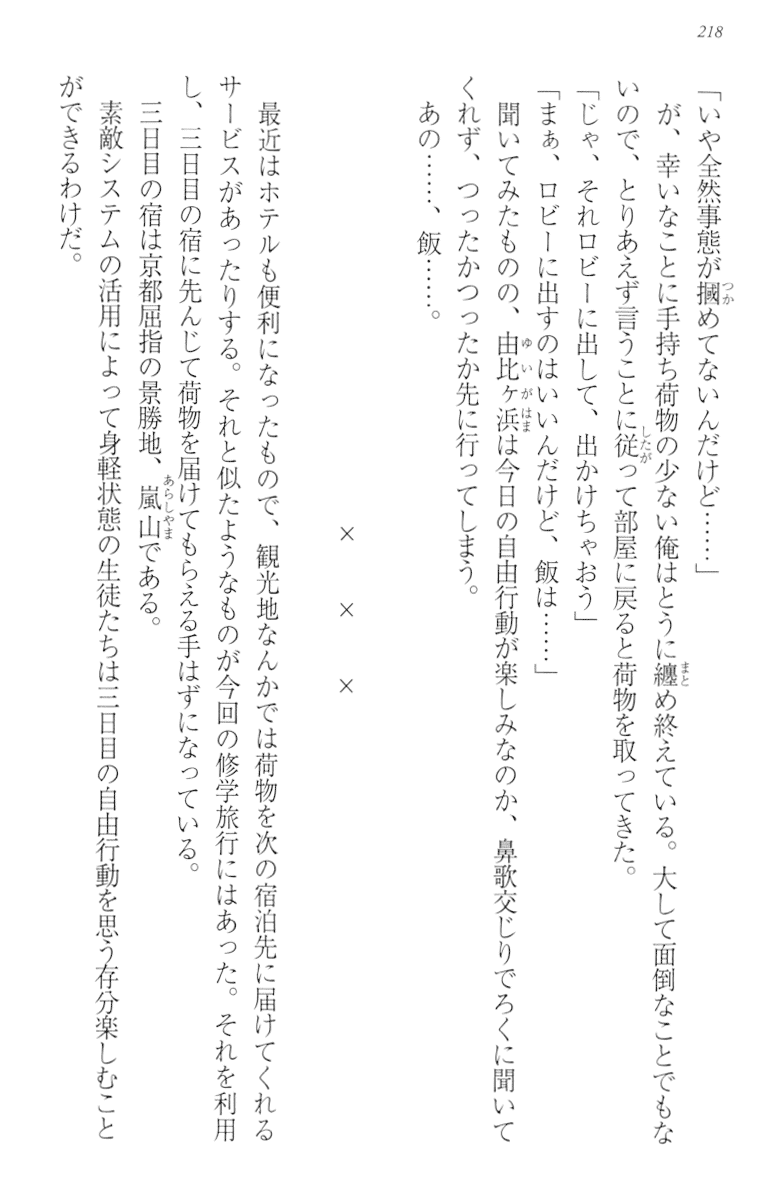 218
「いや全然事態が摑めてないんだけど……」
が、幸いなことに手持ち荷物の少ない俺はとうに纏め終えている。大して面倒なことでもな
いので、とりあえず言うことに従って部屋に戻ると荷物を取ってきた。
「じゃ、それロビーに出して、出かけちゃおう」
「まぁ、ロビーに出すのはいいんだけど、飯は……」
聞いてみたものの、由比ヶ浜は今日の自由行動が楽しみなのか、鼻歌交じりでろくに聞いて
くれず、つったかつったか先に行ってしまう。
あの……、飯……。
× × ×
最近はホテルも便利になったもので、観光地なんかでは荷物を次の宿泊先に届けてくれる
サービスがあったりする。それと似たようなものが今回の修学旅行にはあった。それを利用
し、三日目の宿に先んじて荷物を届けてもらえる手はずになっている。
三日目の宿は京都屈指の景勝地、嵐山である。
素敵システムの活用によって身軽状態の生徒たちは三日目の自由行動を思う存分楽しむこと
ができるわけだ。